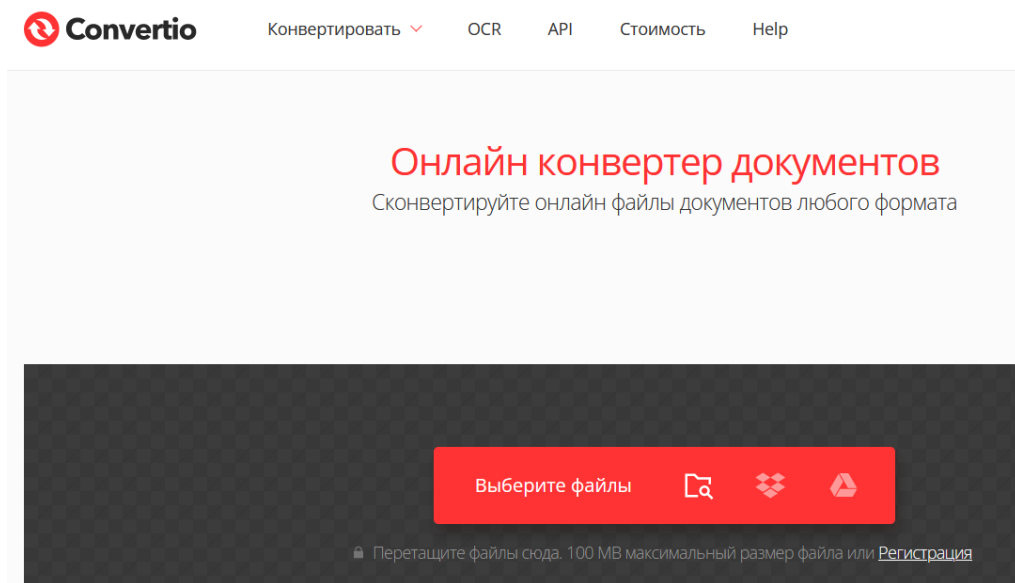 Convertio Конвертировать OCR API Стоимость Help
Онлайн конвертер документов
Сконвертируйте онлайн файлы документов любого формата
Выберите файлы
Перетащите файлы сюда. 100 MB максимальный размер файла или Регистрация